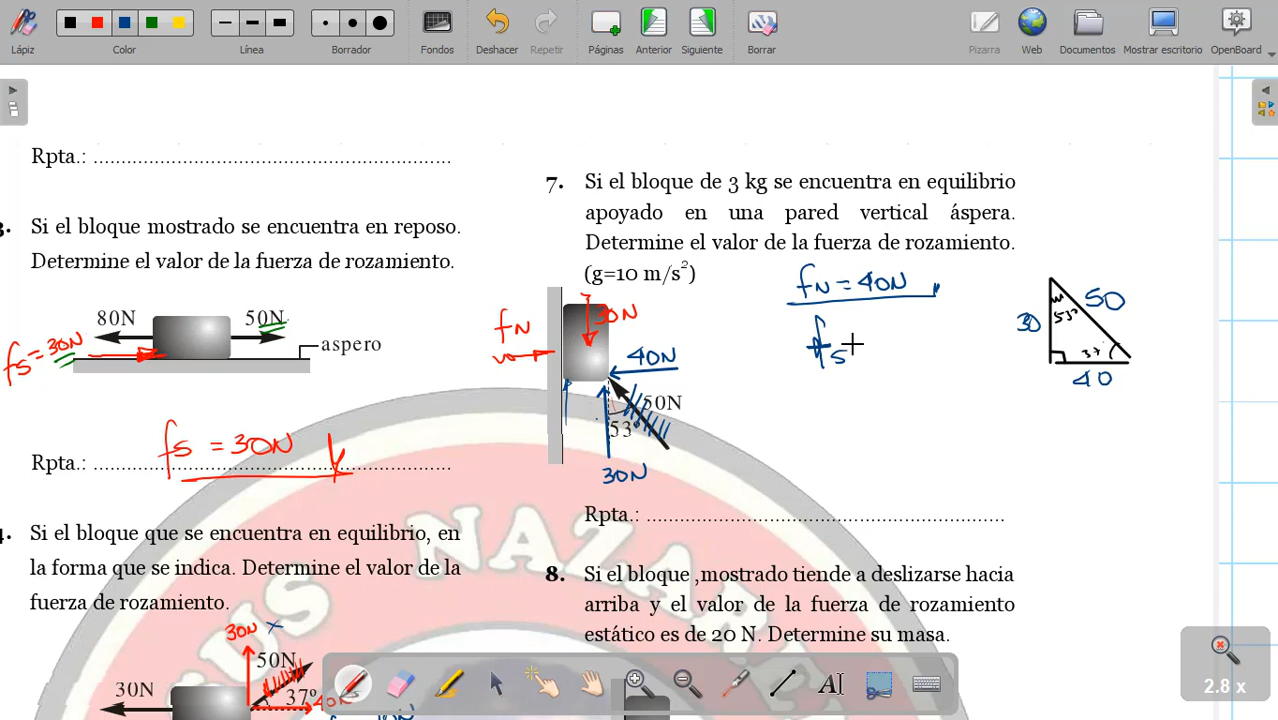 Lápiz
Color
Línea
Borrador
Fondos
Deshacer
Repetir
Páginas
Anterior
Siguiente
Borrar
Pizarra
Web
Documentos
Mostrar escritorio
OpenBoard
Rpta.: ................................................................
3. Si el bloque mostrado se encuentra en reposo.
Determine el valor de la fuerza de rozamiento.
80N
50N
fs=30N
aspero
fs = 30N
Rpta.: ................................................................
4. Si el bloque que se encuentra en equilibrio, en
la forma que se indica. Determine el valor de la
fuerza de rozamiento.
30N
50N
30N
37º
40N
7. Si el bloque de 3 kg se encuentra en equilibrio
apoyado en una pared vertical áspera.
Determine el valor de la fuerza de rozamiento.
(g=10 m/s²)
fN = 40N
fN
30N
fs
40N
50N
53º
30N
50
30
53º
37
40
Rpta.: ................................................................
8. Si el bloque ,mostrado tiende a deslizarse hacia
arriba y el valor de la fuerza de rozamiento
estático es de 20 N. Determine su masa.
2.8 x